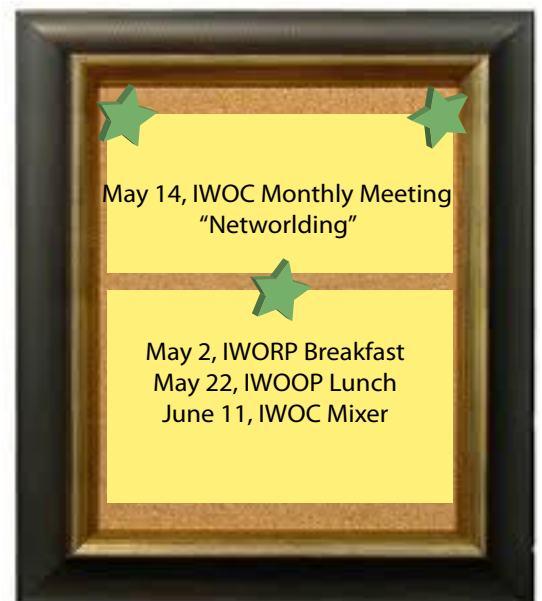 May 14, IWOC Monthly Meeting
“Networlding”
May 2, IWORP Breakfast
May 22, IWOOP Lunch
June 11, IWOC Mixer